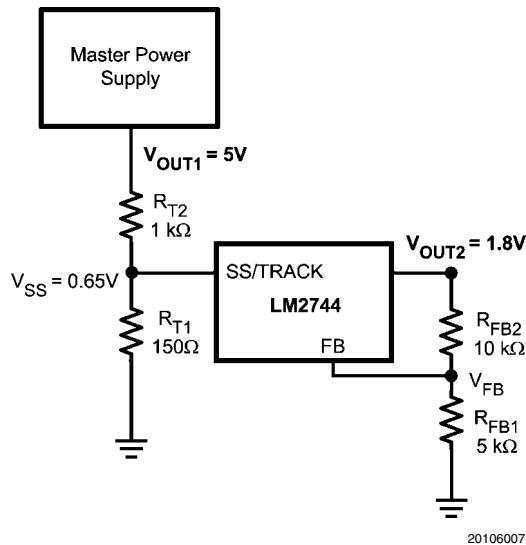 Master Power
Supply
VOUT1 = 5V
RT2
1 kΩ
VOUT2 = 1.8V
SS/TRACK
VSS = 0.65V
LM2744
RT1
150Ω
FB
RFB2
10 kΩ
VFB
RFB1
5 kΩ
20106007